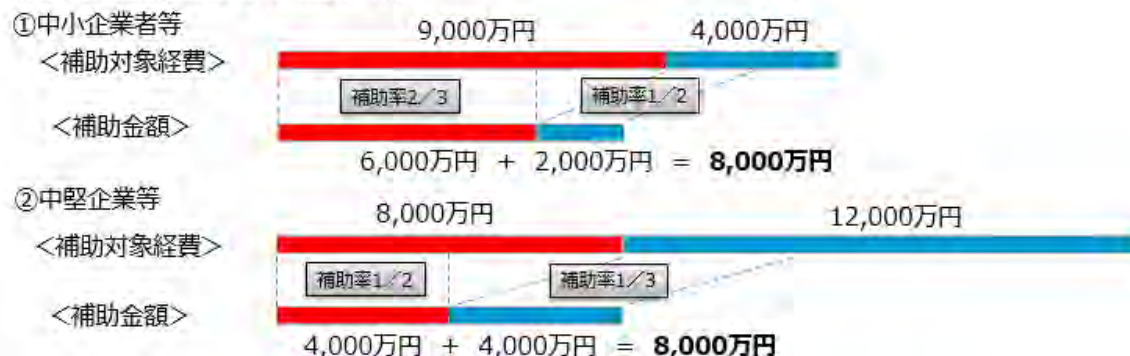 ①中小企業者等
9,000万円 4,000万円
<補助対象経費>
補助率2/3 補助率1/2
<補助金額>
6,000万円 + 2,000万円 = 8,000万円
②中堅企業等
8,000万円 12,000万円
<補助対象経費>
補助率1/2 補助率1/3
<補助金額>
4,000万円 + 4,000万円 = 8,000万円